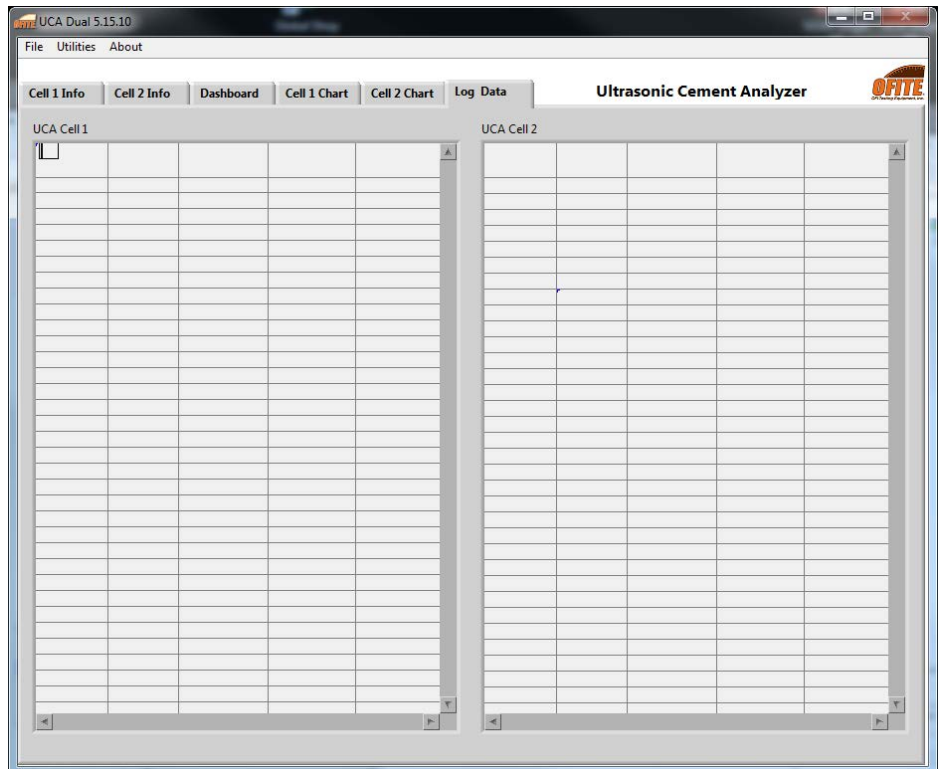 UCA Dual 5.15.10
File Utilities About
Cell 1 Info Cell 2 Info Dashboard Cell 1 Chart Cell 2 Chart Log Data Ultrasonic Cement Analyzer OFITE
UCA Cell 1 UCA Cell 2